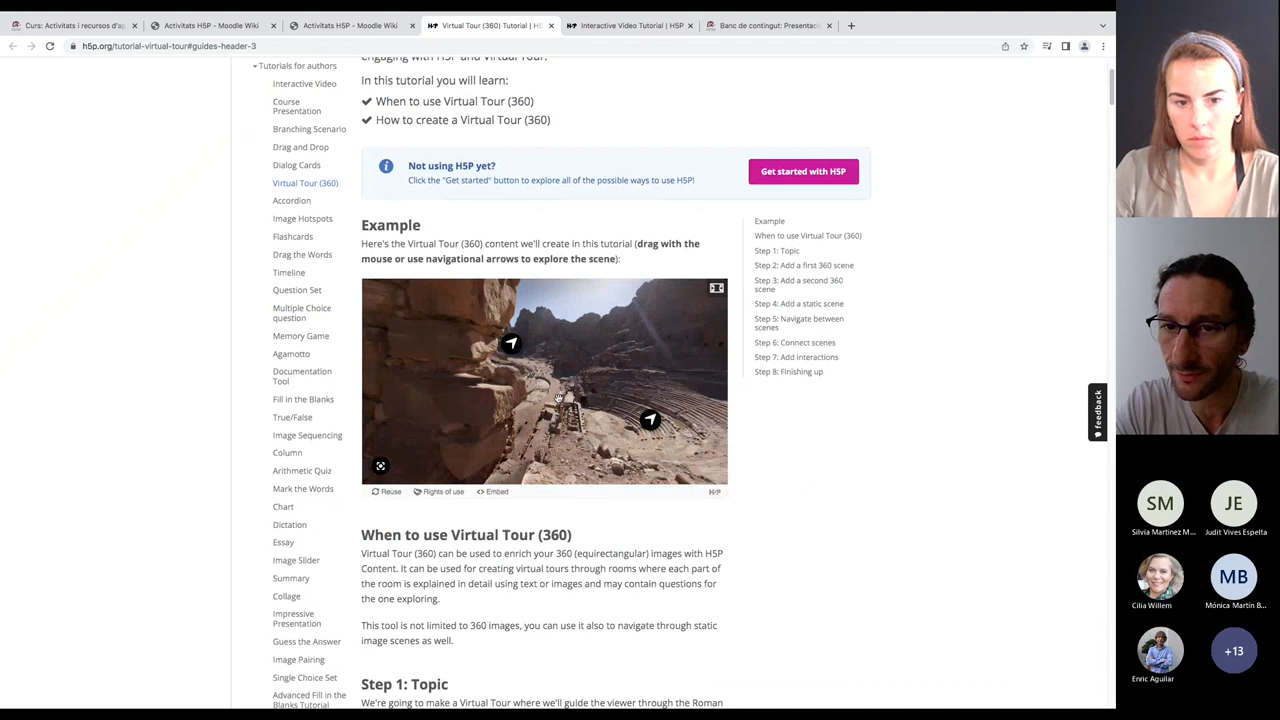 Curs: Activitats i recursos d'ap
Activitats H5P - Moodle Wiki
Activitats H5P - Moodle Wiki
Virtual Tour (360) Tutorial | H
Interactive Video Tutorial | H5P
Banc de contingut: Presentac
h5p.org/tutorial-virtual-tour#guides-header-3
Tutorials for authors
Interactive Video
Course
Presentation
Branching Scenario
Drag and Drop
Dialog Cards
Virtual Tour (360)
Accordion
Image Hotspots
Flashcards
Drag the Words
Timeline
Question Set
Multiple Choice
question
Memory Game
Agamotto
Documentation
Tool
Fill in the Blanks
True/False
Image Sequencing
Column
Arithmetic Quiz
Mark the Words
Chart
Dictation
Essay
Image Slider
Summary
Collage
Impressive
Presentation
Guess the Answer
Image Pairing
Single Choice Set
Advanced Fill in the
Blanks Tutorial
Engaging with H5P and Virtual Tour.
In this tutorial you will learn:
When to use Virtual Tour (360)
How to create a Virtual Tour (360)
Not using H5P yet?
Click the "Get started" button to explore all of the possible ways to use H5P!
Get started with H5P
Example
Here's the Virtual Tour (360) content we'll create in this tutorial (drag with the
mouse or use navigational arrows to explore the scene):
Reuse
Rights of use
Embed
H5P
When to use Virtual Tour (360)
Virtual Tour (360) can be used to enrich your 360 (equirectangular) images with H5P
Content. It can be used for creating virtual tours through rooms where each part of
the room is explained in detail using text or images and may contain questions for
the one exploring.
This tool is not limited to 360 images, you can use it also to navigate through static
image scenes as well.
Step 1: Topic
We're going to make a Virtual Tour where we'll guide the viewer through the Roman
Example
When to use Virtual Tour (360)
Step 1: Topic
Step 2: Add a first 360 scene
Step 3: Add a second 360
scene
Step 4: Add a static scene
Step 5: Navigate between
scenes
Step 6: Connect scenes
Step 7: Add interactions
Step 8: Finishing up
feedback
SM
Silvia Martinez M...
JE
Judit Vives Espelta
Cilia Willem
MB
Mónica Martín B...
Enric Aguilar
+13